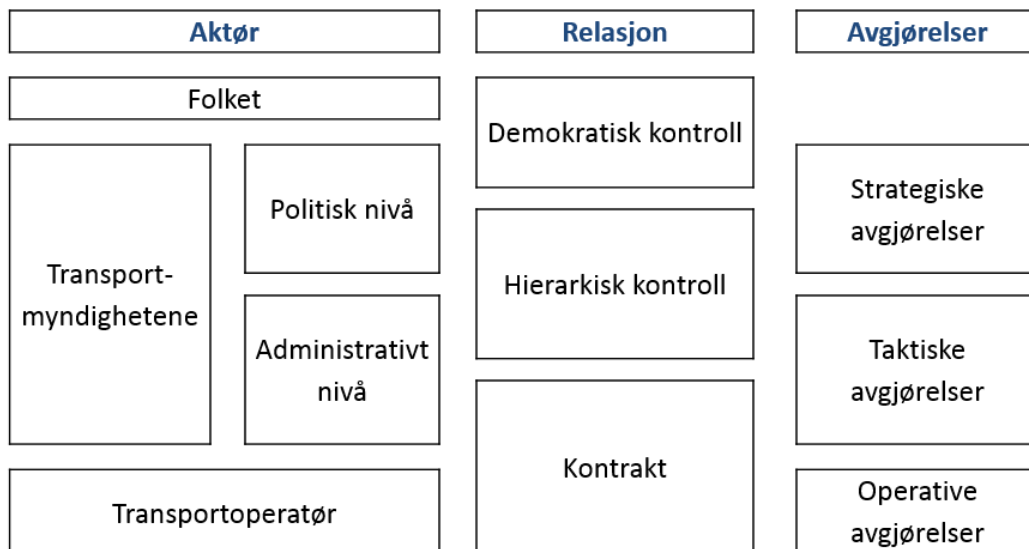 Aktør
Relasjon
Avgjørelser
Folket
Demokratisk kontroll
Transport-
myndighetene
Politisk nivå
Strategiske
avgjørelser
Hierarkisk kontroll
Administrativt
nivå
Taktiske
avgjørelser
Kontrakt
Transportoperatør
Operative
avgjørelser